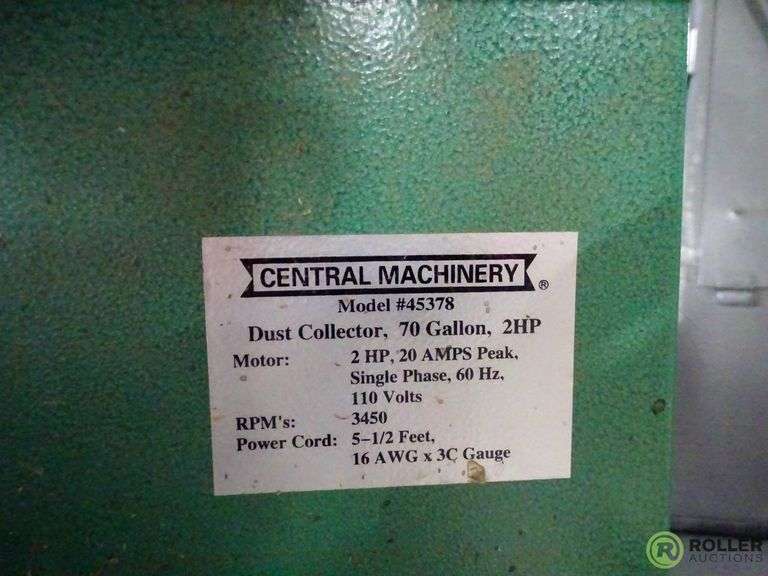 CENTRAL MACHINERY ®
Model #45378
Dust Collector, 70 Gallon, 2HP
Motor: 2 HP, 20 AMPS Peak,
Single Phase, 60 Hz,
110 Volts
RPM's: 3450
Power Cord: 5-1/2 Feet,
16 AWG x 3C Gauge
R ROLLER
AUCTIONS